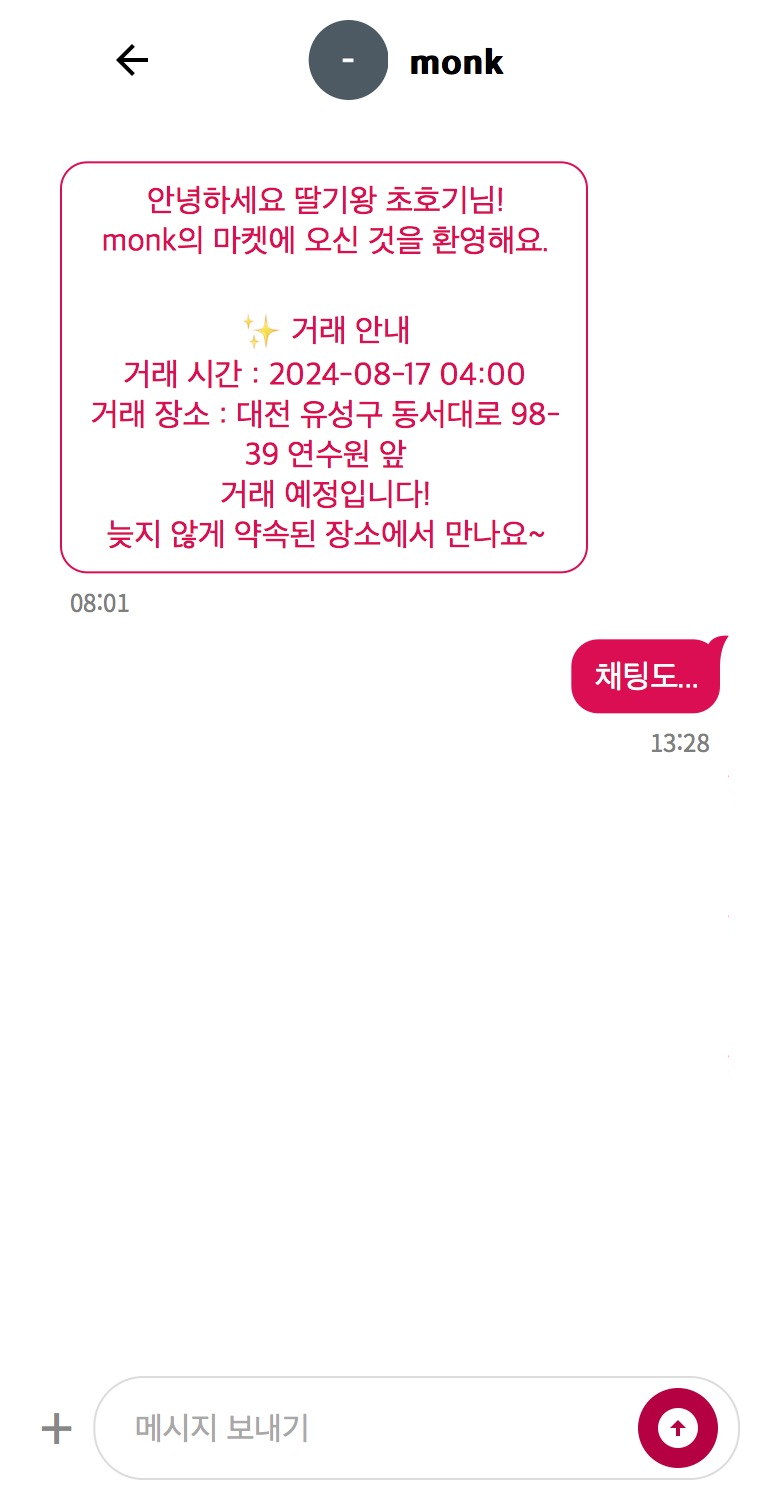 -
monk
안녕하세요 딸기왕 초호기님!
monk의 마켓에 오신 것을 환영해요.
✨ 거래 안내
거래 시간 : 2024-08-17 04:00
거래 장소 : 대전 유성구 동서대로 98-
39 연수원 앞
거래 예정입니다!
늦지 않게 약속된 장소에서 만나요~
08:01
채팅도...
13:28
메시지 보내기